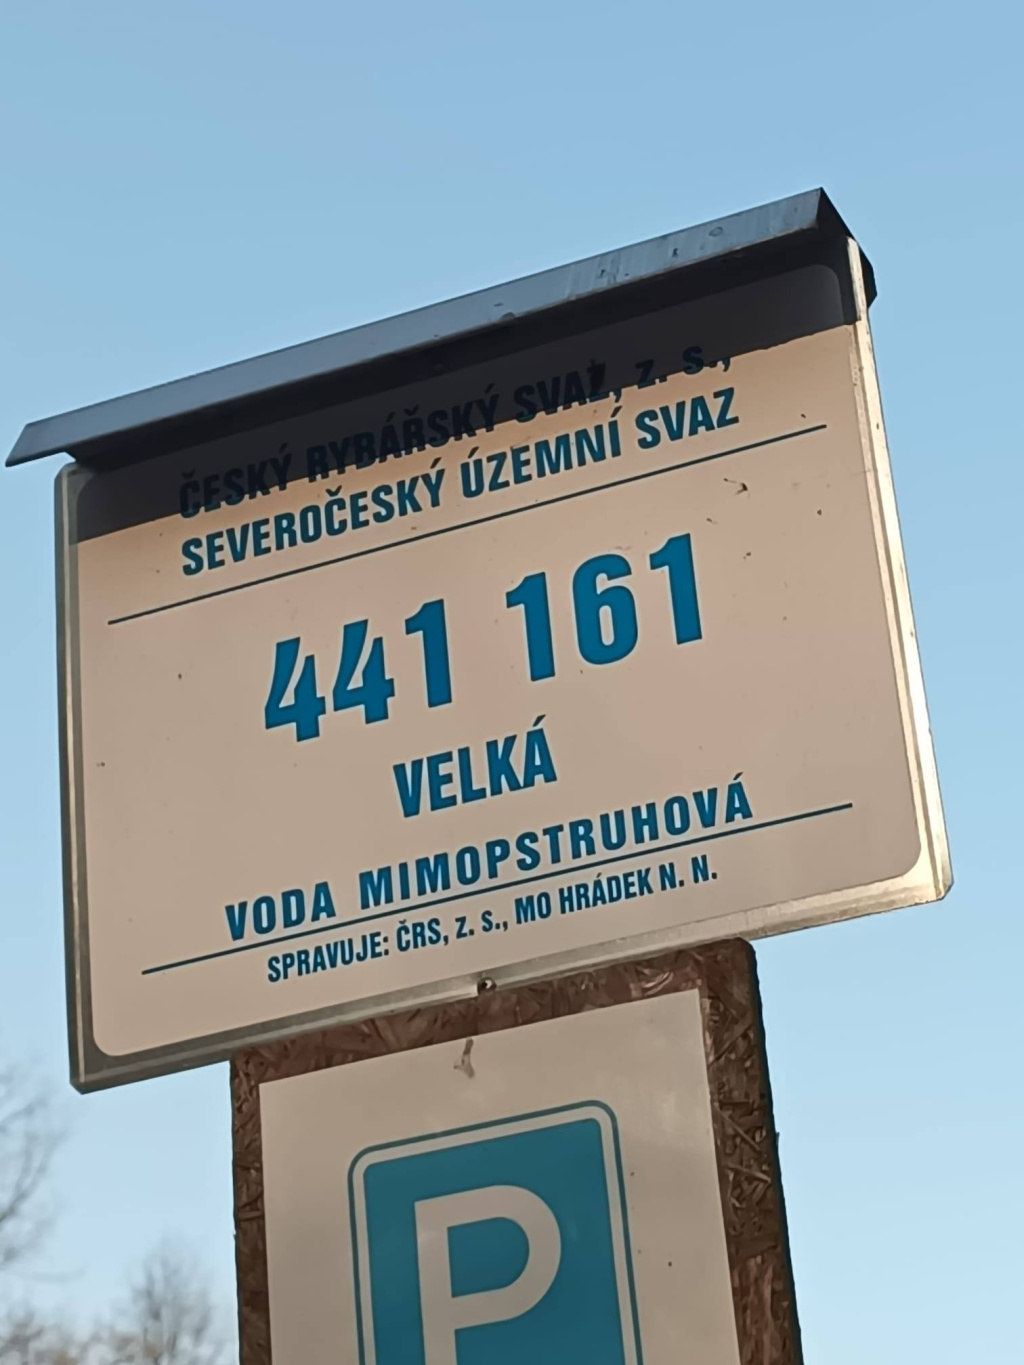 ČESKÝ RYBÁŘSKÝ SVAZ, z. s.,
SEVEROČESKÝ ÚZEMNÍ SVAZ
441 161
VELKÁ
VODA MIMOPSTRUHOVÁ
SPRAVUJE: ČRS, z. s., MO HRÁDEK N. N.
P